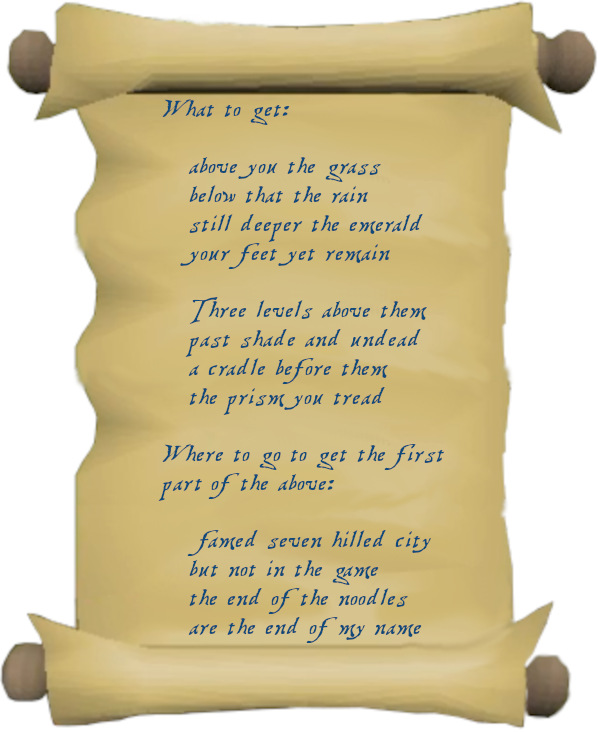 What to get:
above you the grass
below that the rain
still deeper the emerald
your feet yet remain
Three levels above them
past shade and undead
a cradle before them
the prism you tread
Where to go to get the first
part of the above:
famed seven hilled city
but not in the game
the end of the noodles
are the end of my name